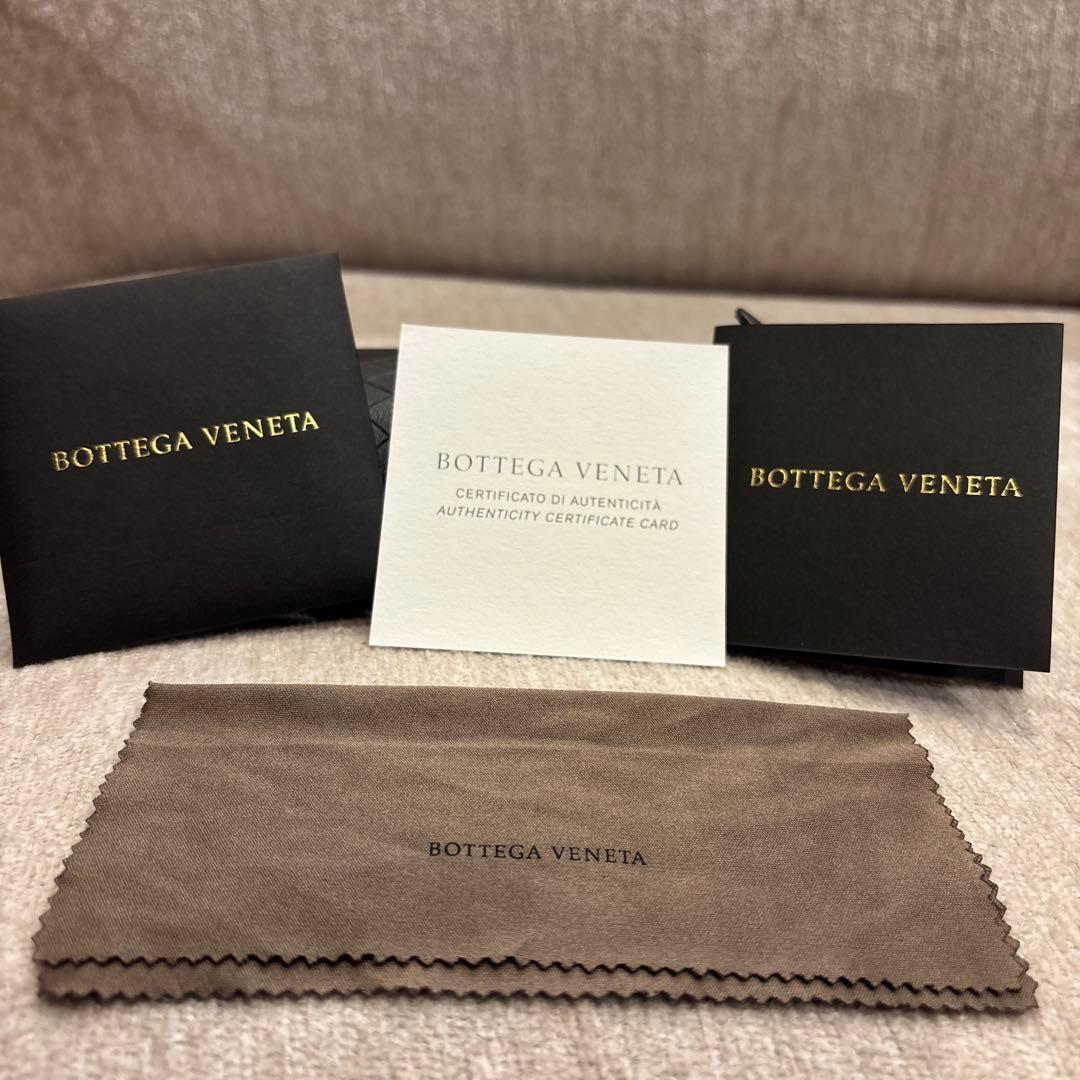 BOTTEGA VENETA
BOTTEGA VENETA
CERTIFICATO DI AUTENTICITÀ
AUTHENTICITY CERTIFICATE CARD
BOTTEGA VENETA
BOTTEGA VENETA